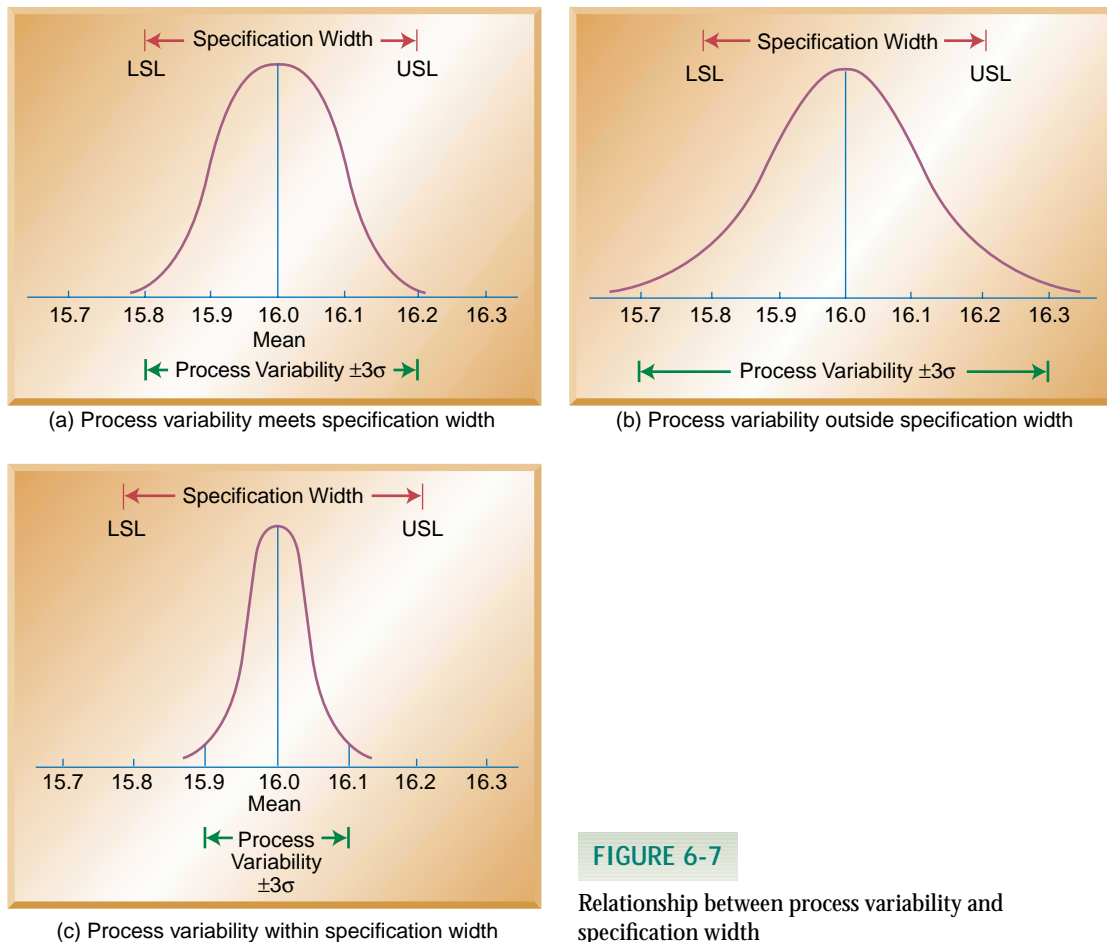 Specification Width
LSL USL
15.7 15.8 15.9 16.0 16.1 16.2 16.3
Mean
Process Variability ±3σ
(a) Process variability meets specification width
Specification Width
LSL USL
15.7 15.8 15.9 16.0 16.1 16.2 16.3
Process Variability ±3σ
(b) Process variability outside specification width
Specification Width
LSL USL
15.7 15.8 15.9 16.0 16.1 16.2 16.3
Mean
Process
Variability
±3σ
(c) Process variability within specification width
FIGURE 6-7
Relationship between process variability and
specification width